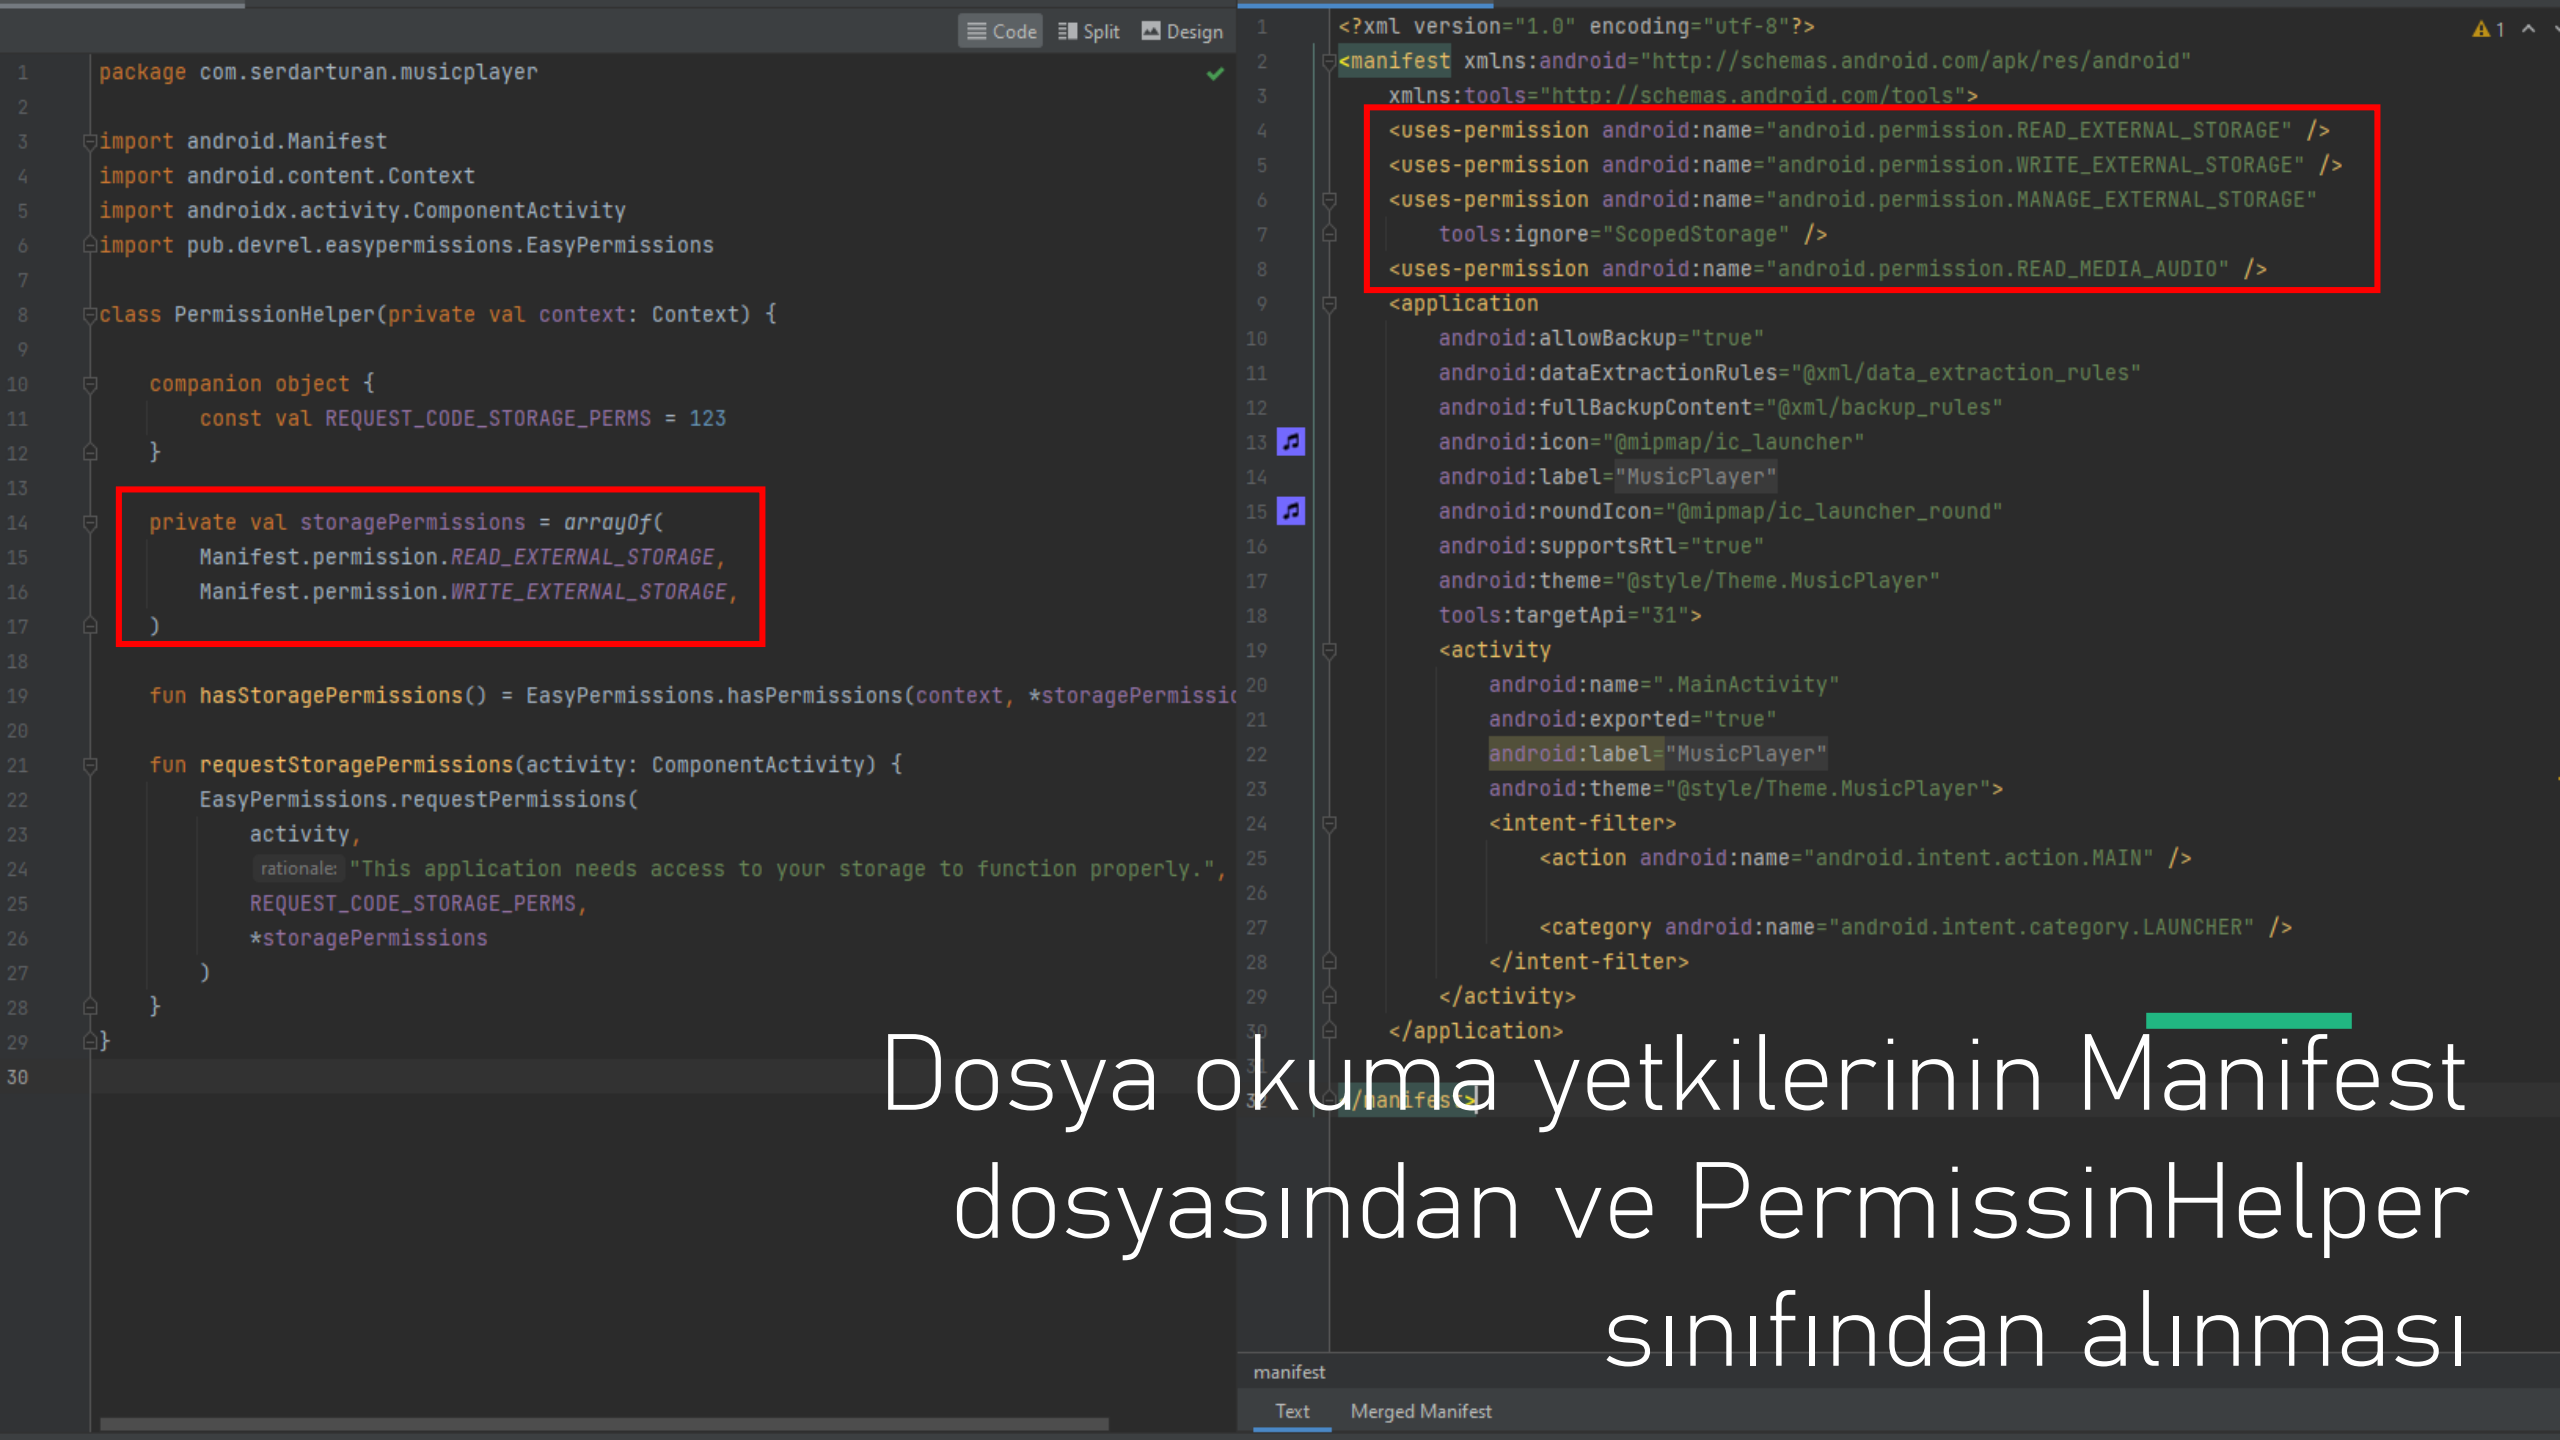 Code Split Design
package com.serdarturan.musicplayer
import android.Manifest
import android.content.Context
import androidx.activity.ComponentActivity
import pub.devrel.easypermissions.EasyPermissions
class PermissionHelper(private val context: Context) {
companion object {
const val REQUEST_CODE_STORAGE_PERMS = 123
}
private val storagePermissions = arrayOf(
Manifest.permission.READ_EXTERNAL_STORAGE,
Manifest.permission.WRITE_EXTERNAL_STORAGE,
)
fun hasStoragePermissions() = EasyPermissions.hasPermissions(context, *storagePermissio
fun requestStoragePermissions(activity: ComponentActivity) {
EasyPermissions.requestPermissions(
activity,
rationale: "This application needs access to your storage to function properly.",
REQUEST_CODE_STORAGE_PERMS,
*storagePermissions
)
}
}
<?xml version="1.0" encoding="utf-8"?>
<manifest xmlns:android="http://schemas.android.com/apk/res/android"
xmlns:tools="http://schemas.android.com/tools">
<uses-permission android:name="android.permission.READ_EXTERNAL_STORAGE" />
<uses-permission android:name="android.permission.WRITE_EXTERNAL_STORAGE" />
<uses-permission android:name="android.permission.MANAGE_EXTERNAL_STORAGE"
tools:ignore="ScopedStorage" />
<uses-permission android:name="android.permission.READ_MEDIA_AUDIO" />
<application
android:allowBackup="true"
android:dataExtractionRules="@xml/data_extraction_rules"
android:fullBackupContent="@xml/backup_rules"
android:icon="@mipmap/ic_launcher"
android:label="MusicPlayer"
android:roundIcon="@mipmap/ic_launcher_round"
android:supportsRtl="true"
android:theme="@style/Theme.MusicPlayer"
tools:targetApi="31">
<activity
android:name=".MainActivity"
android:exported="true"
android:label="MusicPlayer"
android:theme="@style/Theme.MusicPlayer">
<intent-filter>
<action android:name="android.intent.action.MAIN" />
<category android:name="android.intent.category.LAUNCHER" />
</intent-filter>
</activity>
</application>
</manifest>
1
Dosya okuma yetkilerinin Manifest
dosyasından ve PermissinHelper
sınıfından alınması
manifest
Text Merged Manifest